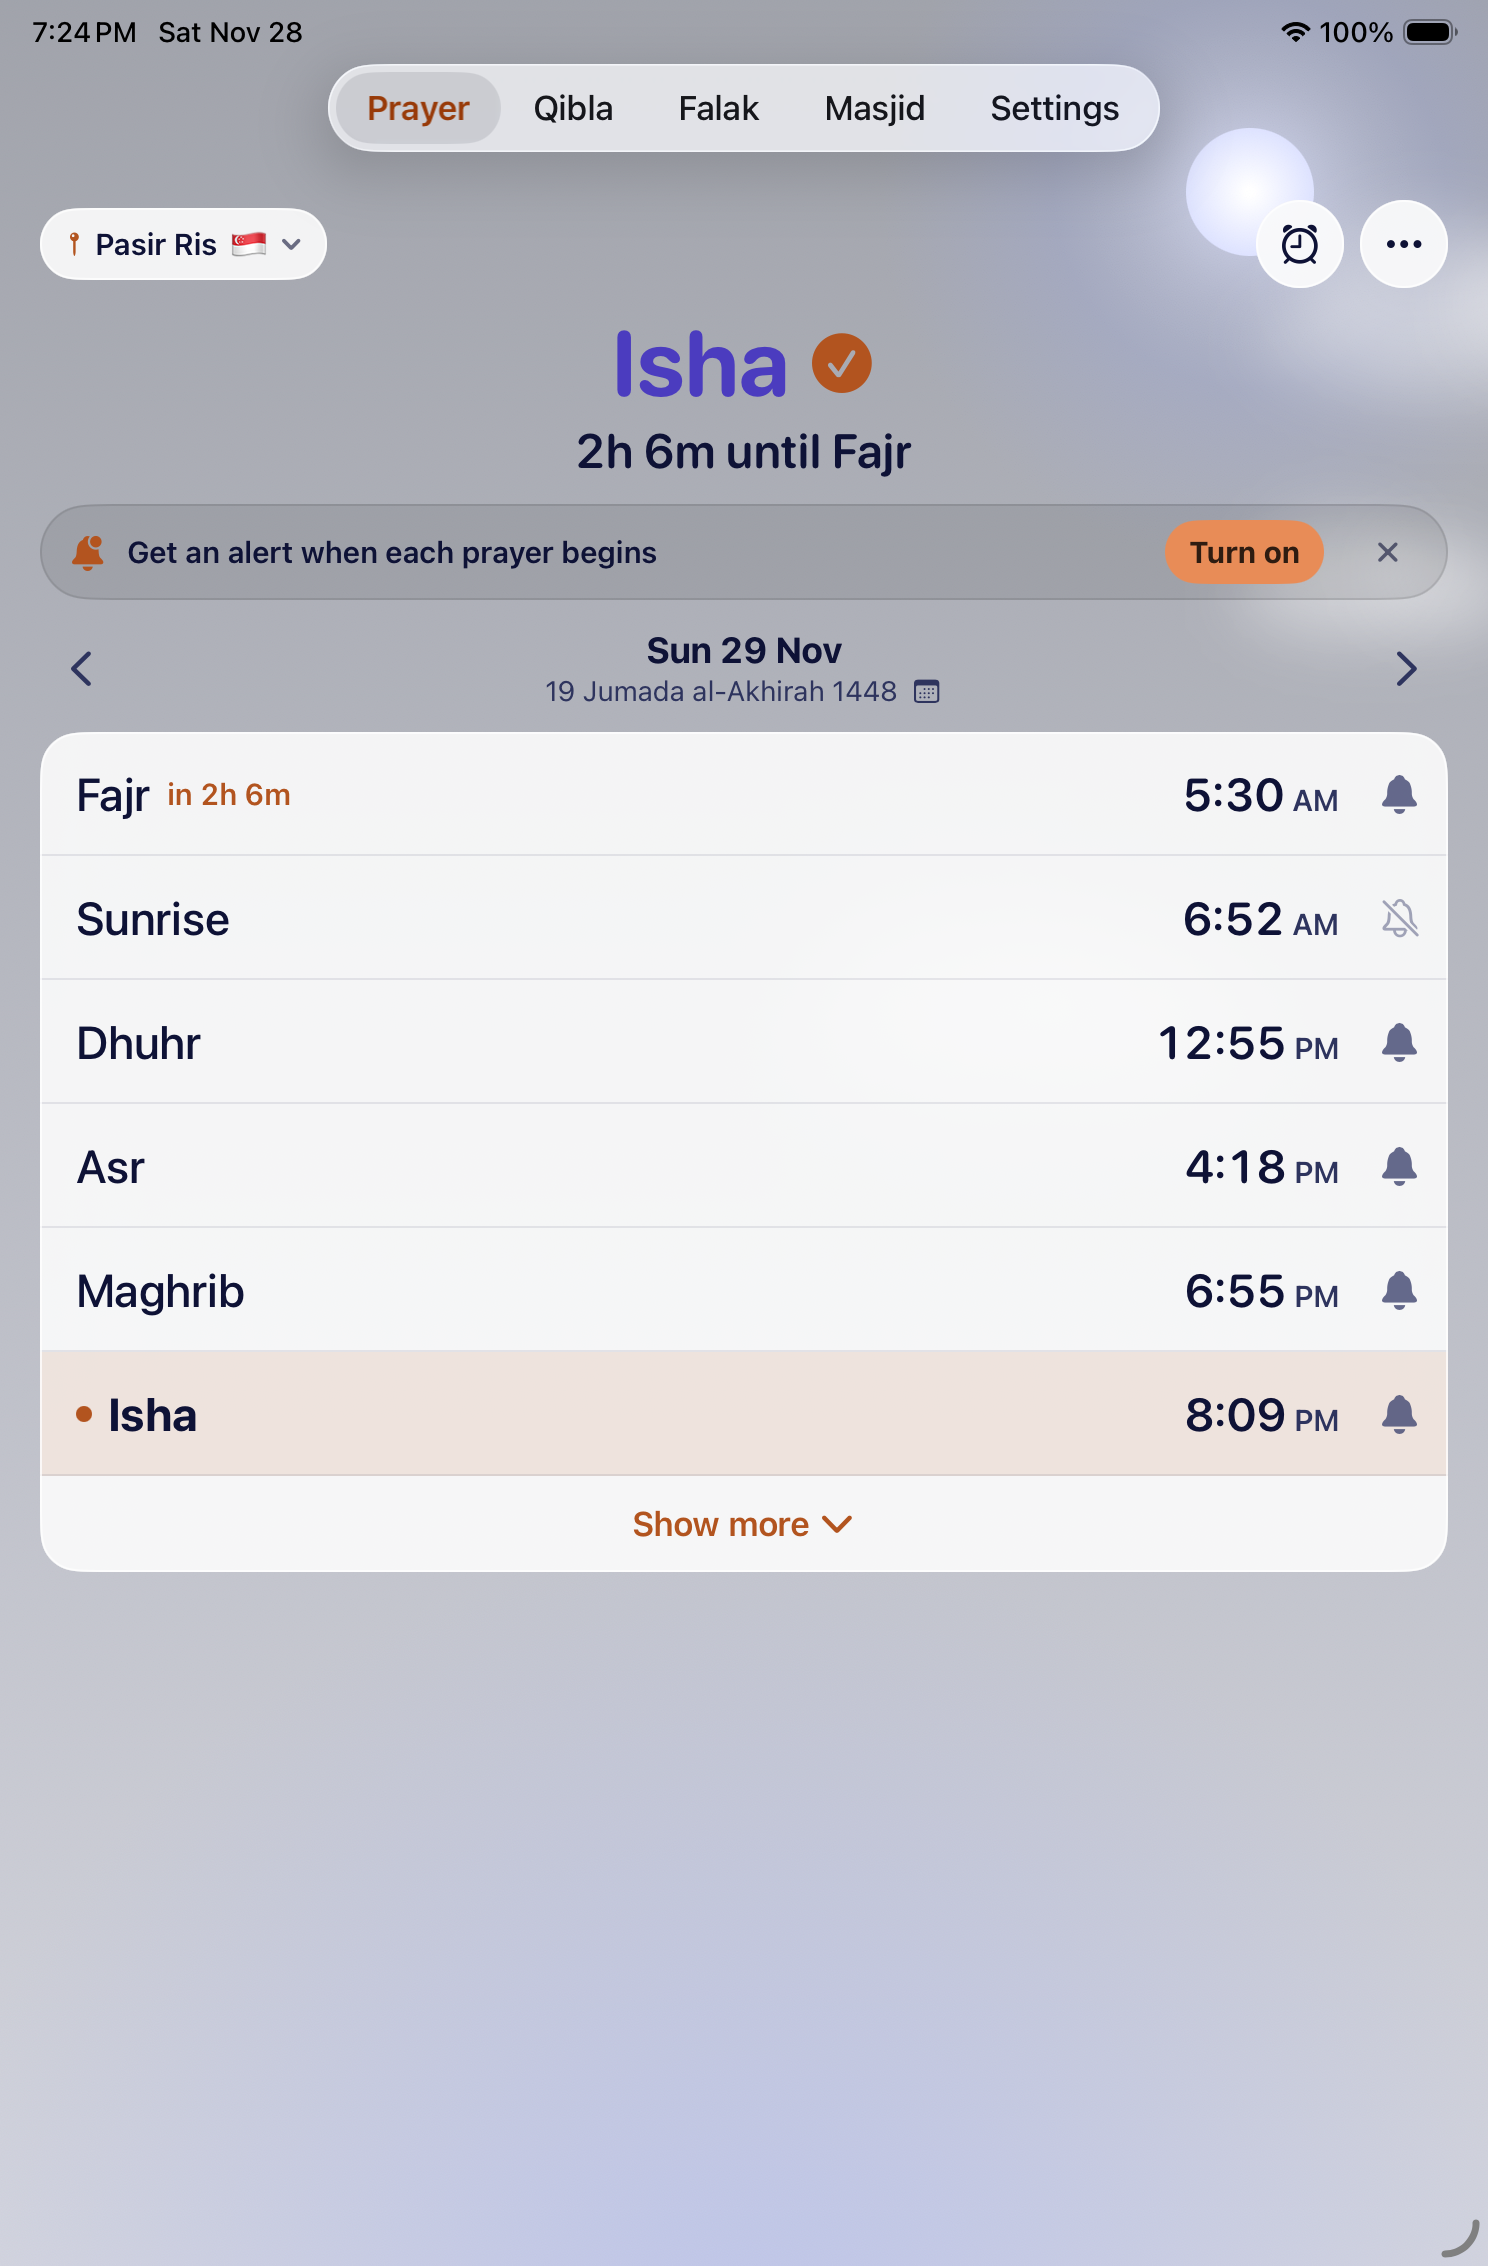 7:24 PM Sat Nov 28 100%
Prayer Qibla Falak Masjid Settings
Pasir Ris
Isha
2h 6m until Fajr
Get an alert when each prayer begins Turn on
Sun 29 Nov
19 Jumada al-Akhirah 1448
Fajr in 2h 6m 5:30 AM
Sunrise 6:52 AM
Dhuhr 12:55 PM
Asr 4:18 PM
Maghrib 6:55 PM
Isha 8:09 PM
Show more